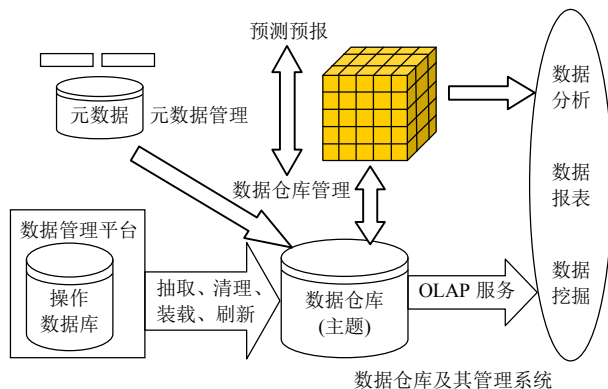 预测预报
元数据
元数据管理
数据
分析
数据仓库管理
数据
报表
数据管理平台
操作
数据库
抽取、清理、
装载、刷新
数据仓库
(主题)
OLAP 服务
数据
挖掘
数据仓库及其管理系统